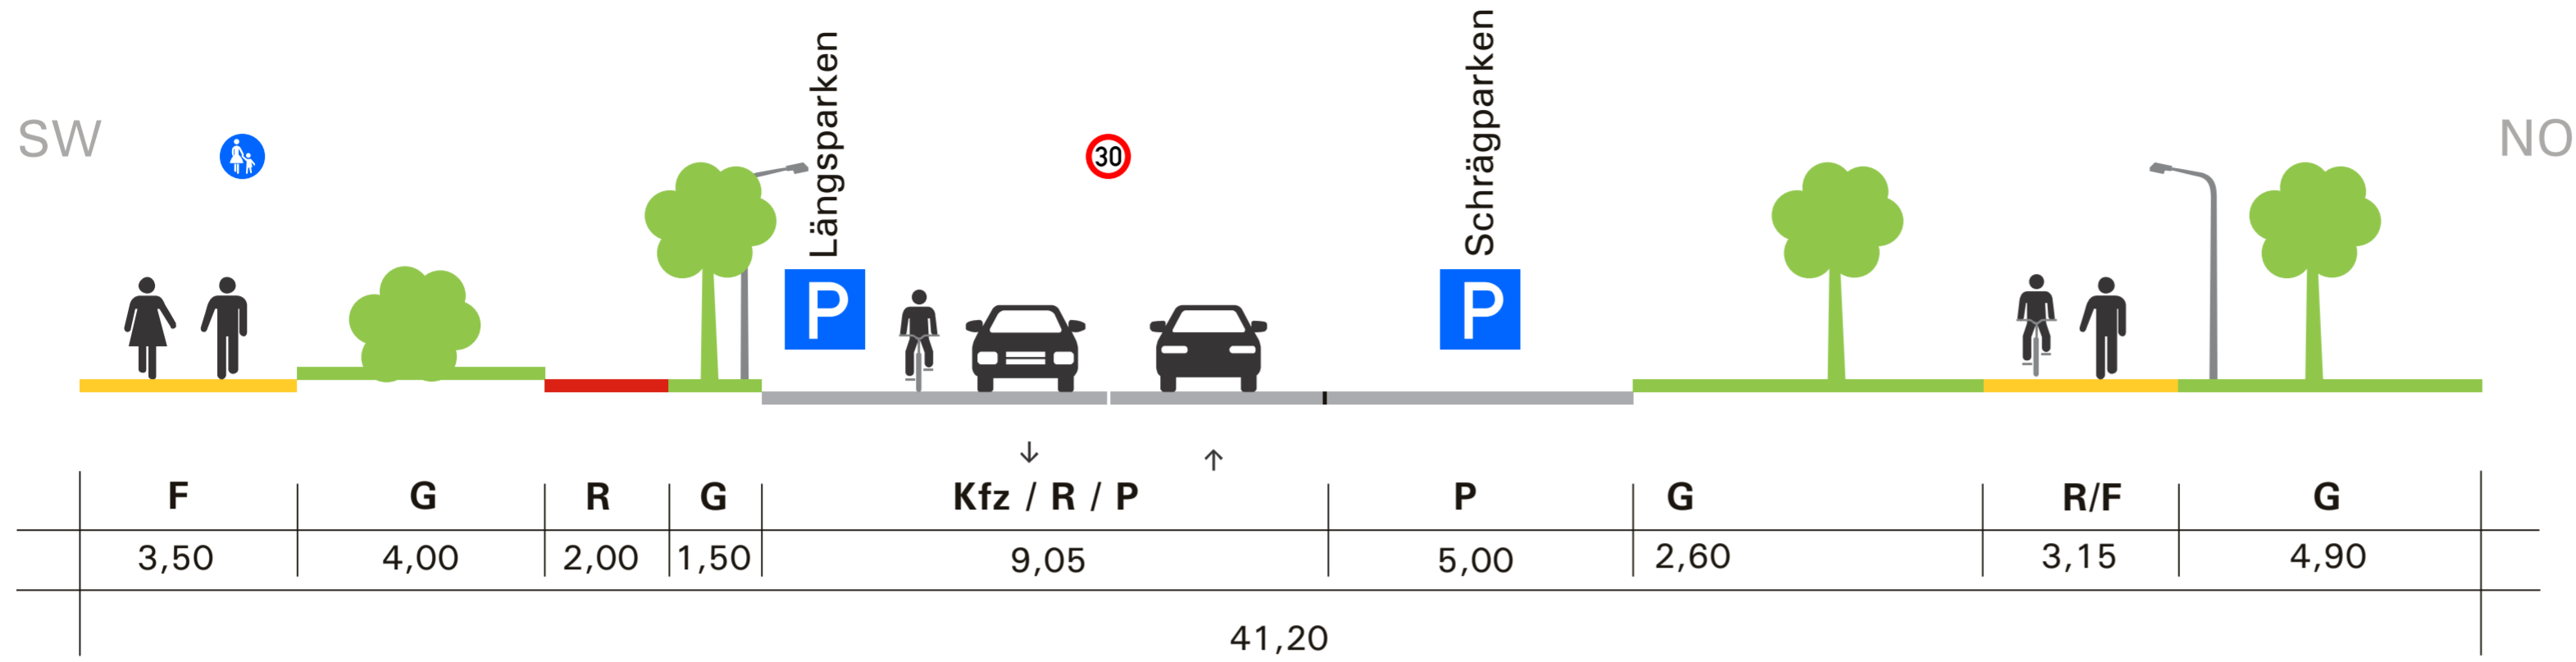 Längsparken
Schrägparken
SW
30
NO
P
P
F G R G Kfz / R / P P G R/F G
3,50 4,00 2,00 1,50 9,05 5,00 2,60 3,15 4,90
41,20